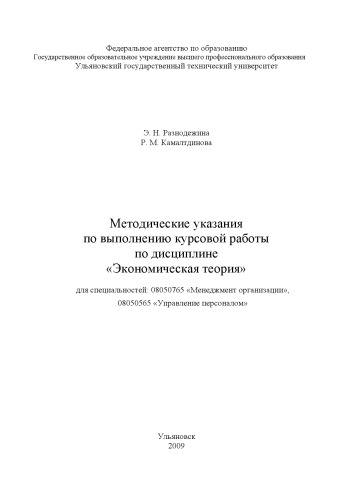 Федеральное агентство по образованию
Государственное образовательное учреждение высшего профессионального образования
Ульяновский государственный технический университет
Э. Н. Разнодежина
Р. М. Камалтдинова
Методические указания
по выполнению курсовой работы
по дисциплине
«Экономическая теория»
для специальностей: 08050765 «Менеджмент организации»,
08050565 «Управление персоналом»
Ульяновск
2009